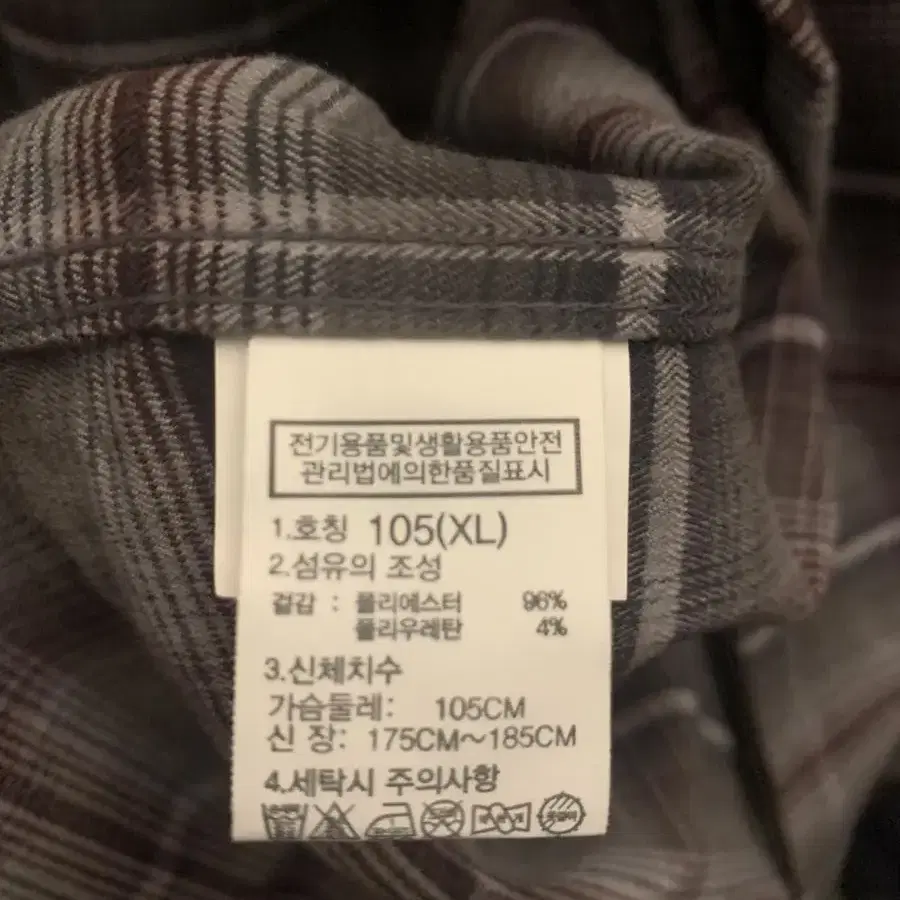 전기용품및생활용품안전
관리법에의한품질표시
1.호칭 105(XL)
2.섬유의 조성
겉감 : 폴리에스터 96%
폴리우레탄 4%
3.신체치수
가슴둘레: 105CM
신 장: 175CM~185CM
4.세탁시 주의사항